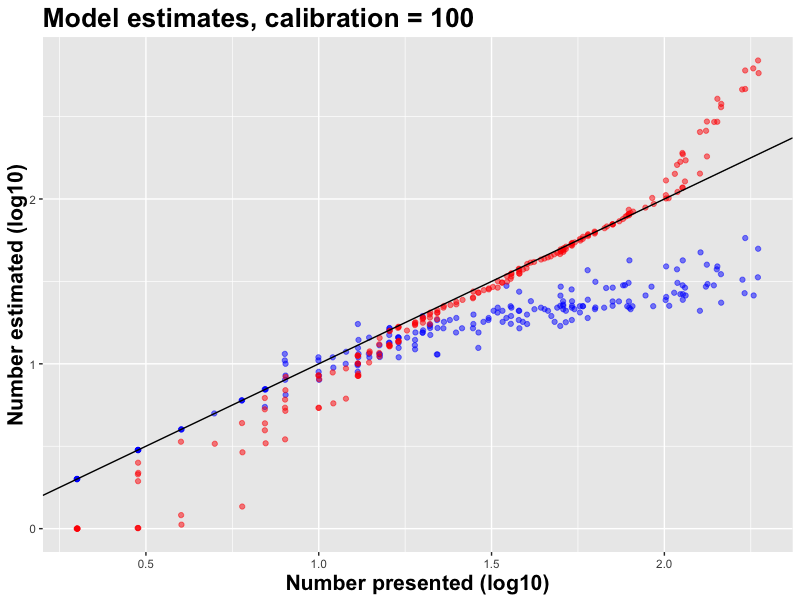 Model estimates, calibration = 100
Number estimated (log10)
2
1
0
0.5 1.0 1.5 2.0
Number presented (log10)